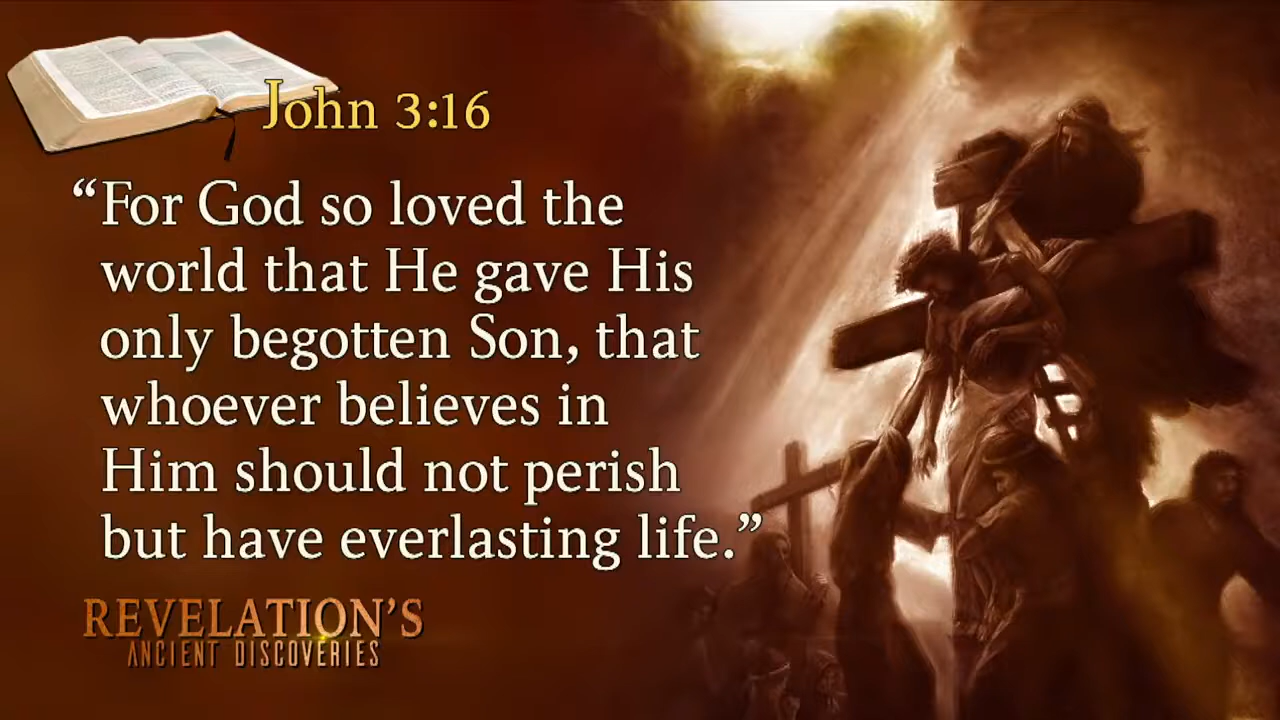 John 3:16
“For God so loved the
world that He gave His
only begotten Son, that
whoever believes in
Him should not perish
but have everlasting life.”
REVELATION’S
ANCIENT DISCOVERIES